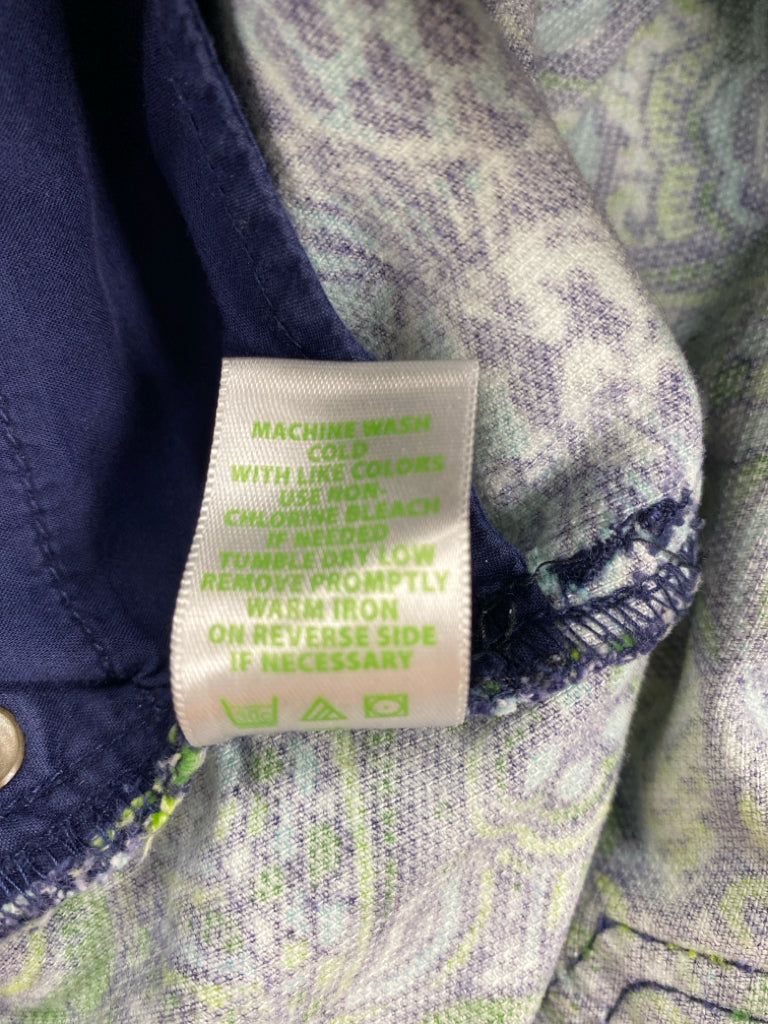 MACHINE WASH
COLD
WITH LIKE COLORS
USE NON-
CHLORINE BLEACH
IF NEEDED
TUMBLE DRY LOW
REMOVE PROMPTLY
WARM IRON
ON REVERSE SIDE
IF NECESSARY